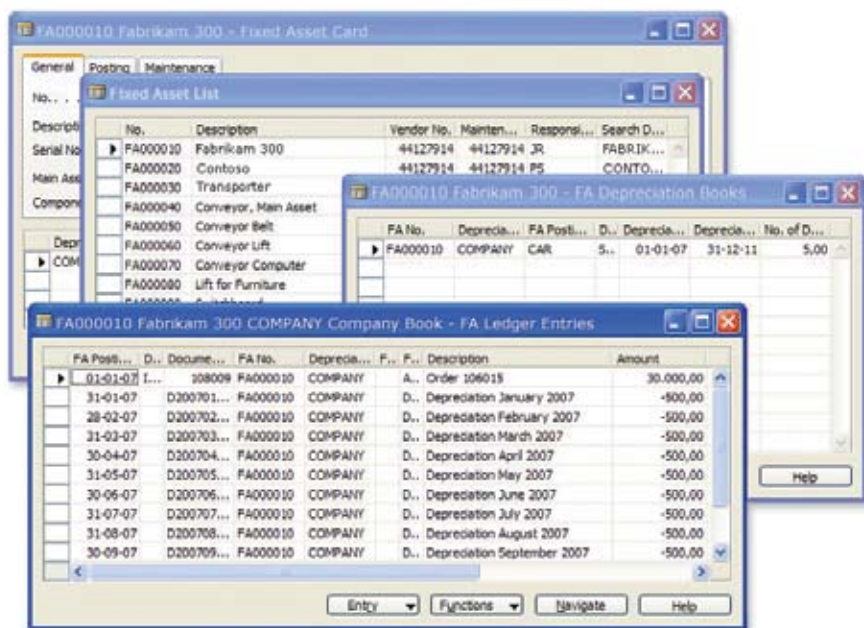 FA000010 Fabrikam 300 - Fixed Asset Card
General Posting Maintenance
No. . . .
Descripti
Serial No
Main Ass
Compone
Depr
COM
Fixed Asset List
No. Description Vendor No. Mainten... Responsi... Search D...
FA000010 Fabrikam 300 44127914 44127914 JR FABRIK...
FA000020 Contoso 44127914 44127914 PS CONTO...
FA000030 Transporter
FA000040 Conveyor, Main Asset
FA000050 Conveyor Belt
FA000060 Conveyor Lift
FA000070 Conveyor Computer
FA000080 Lift for Furniture
FA000010 Fabrikam 300 - FA Depreciation Books
FA No. Deprecia... FA Posti... D.. Deprecia... Deprecia... No. of D...
FA000010 COMPANY CAR S.. 01-01-07 31-12-11 5,00
Help
FA000010 Fabrikam 300 COMPANY Company Book - FA Ledger Entries
FA Posti... D.. Docume... FA No. Deprecia... F.. F.. Description Amount
01-01-07 I... 108009 FA000010 COMPANY A.. Order 106015 30.000,00
31-01-07 D200701... FA000010 COMPANY D.. Depreciation January 2007 -500,00
28-02-07 D200702... FA000010 COMPANY D.. Depreciation February 2007 -500,00
31-03-07 D200703... FA000010 COMPANY D.. Depreciation March 2007 -500,00
30-04-07 D200704... FA000010 COMPANY D.. Depreciation April 2007 -500,00
31-05-07 D200705... FA000010 COMPANY D.. Depreciation May 2007 -500,00
30-06-07 D200706... FA000010 COMPANY D.. Depreciation June 2007 -500,00
31-07-07 D200707... FA000010 COMPANY D.. Depreciation July 2007 -500,00
31-08-07 D200708... FA000010 COMPANY D.. Depreciation August 2007 -500,00
30-09-07 D200709... FA000010 COMPANY D.. Depreciation September 2007 -500,00
Entry Functions Navigate Help